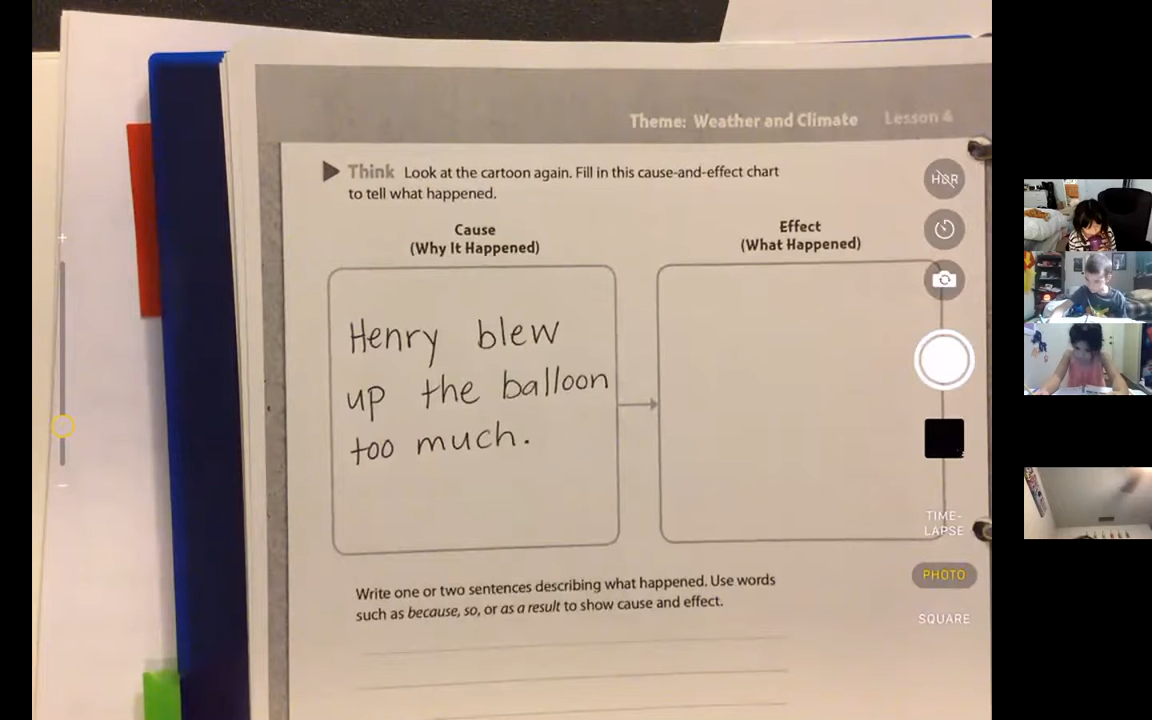 Theme: Weather and Climate Lesson 4
Think Look at the cartoon again. Fill in this cause-and-effect chart
to tell what happened.
Cause
(Why It Happened)
Effect
(What Happened)
Henry blew
up the balloon
too much.
Write one or two sentences describing what happened. Use words
such as because, so, or as a result to show cause and effect.
HDR
TIME-
LAPSE
PHOTO
SQUARE